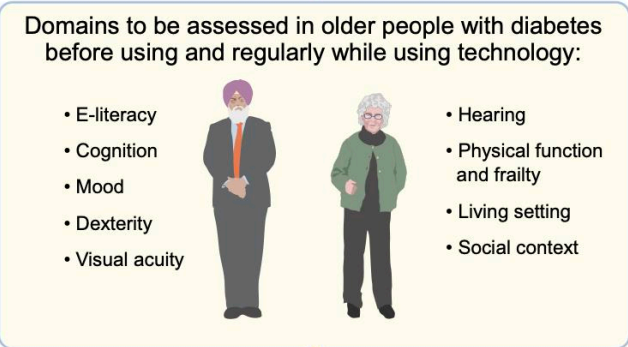 Domains to be assessed in older people with diabetes
before using and regularly while using technology:
• E-literacy
• Cognition
• Mood
• Dexterity
• Visual acuity
• Hearing
• Physical function
and frailty
• Living setting
• Social context